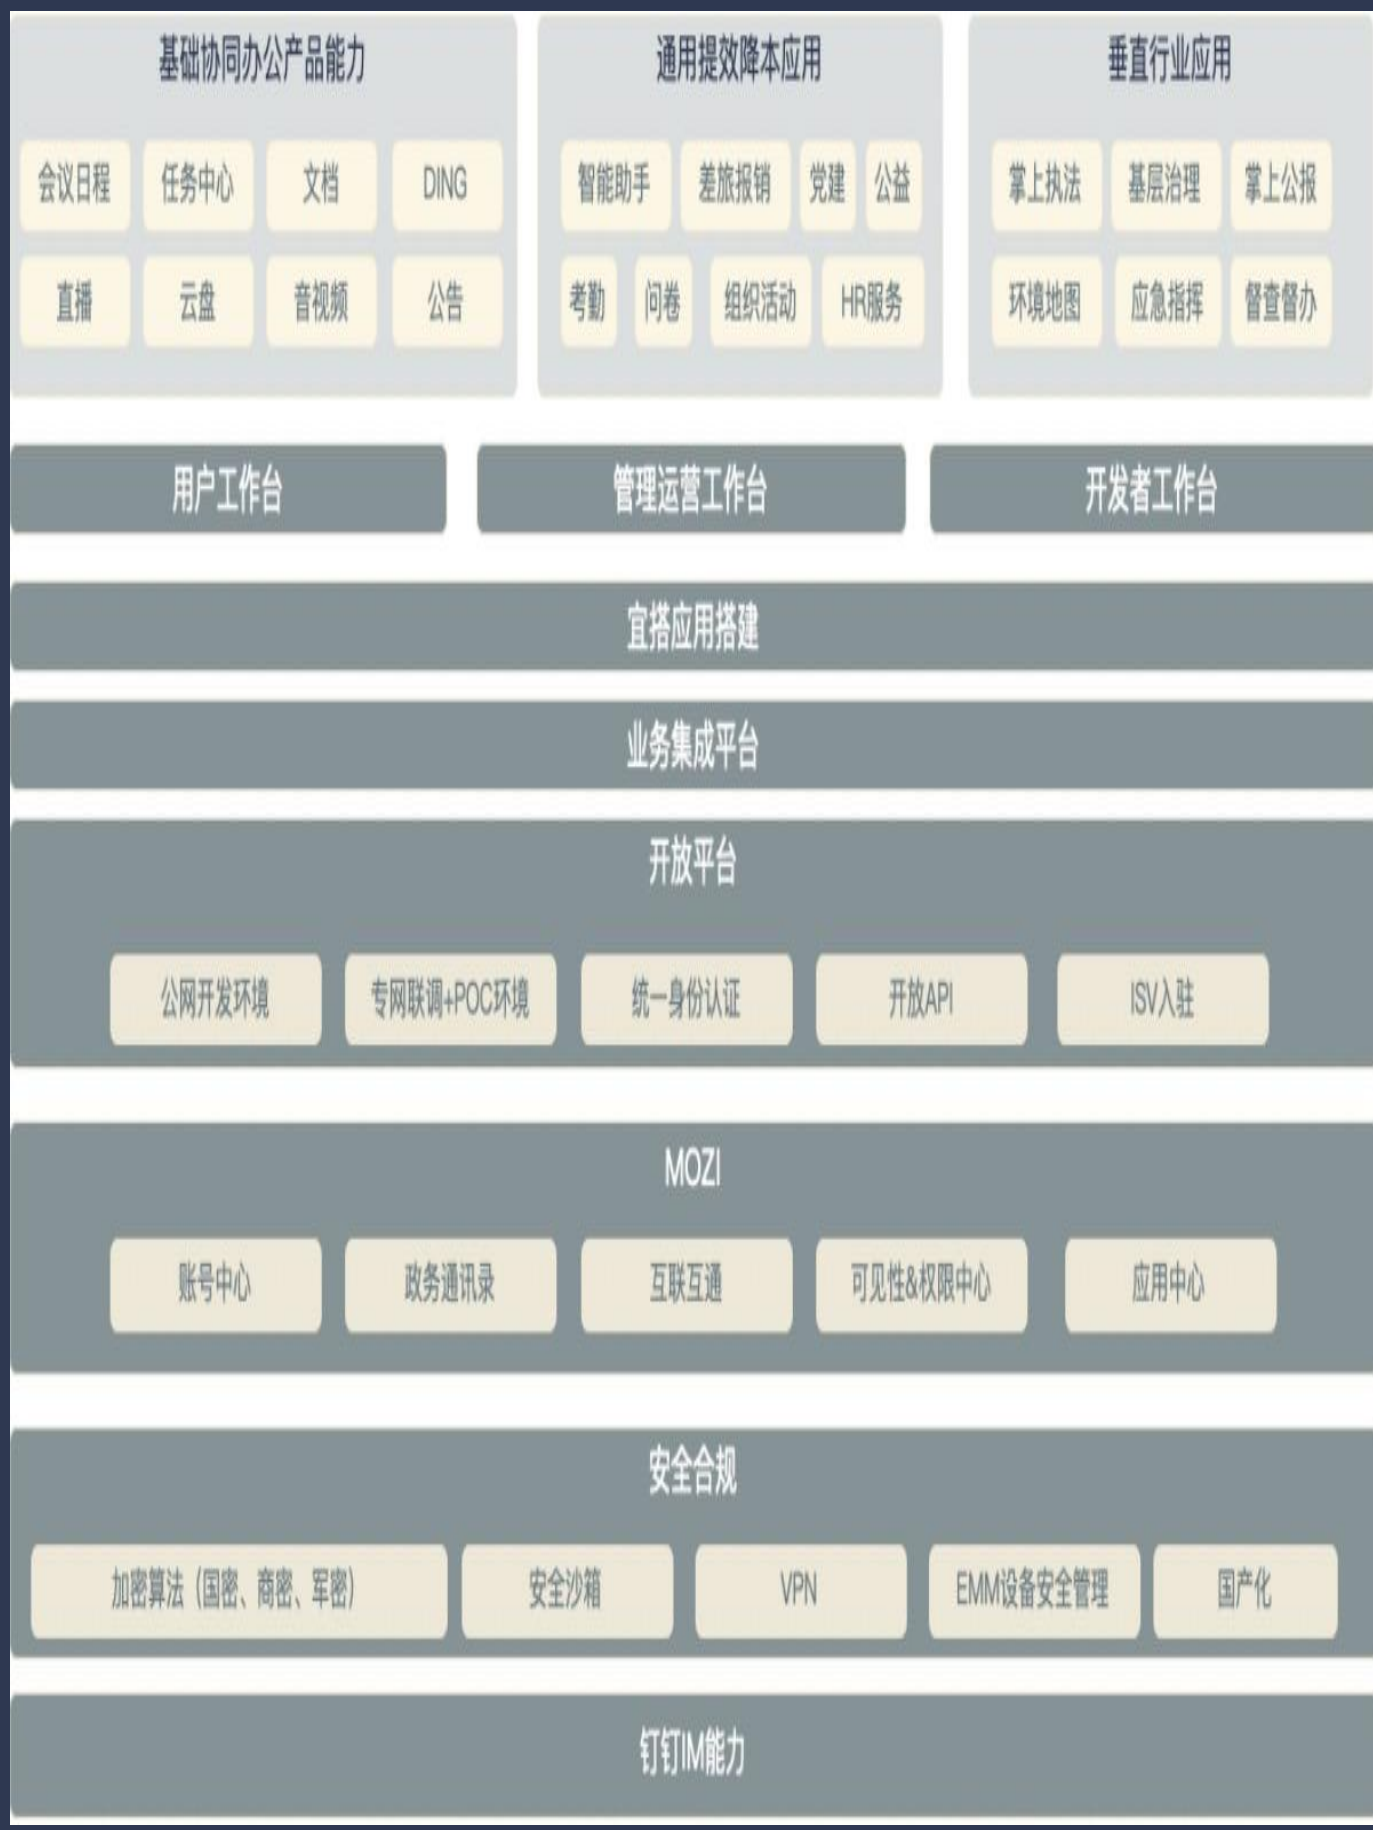 基础协同办公产品能力
通用提效降本应用
垂直行业应用
会议日程 任务中心 文档 DING
直播 云盘 音视频 公告
智能助手 差旅报销 党建 公益
考勤 问卷 组织活动 HR服务
掌上执法 基层治理 掌上公报
环境地图 应急指挥 督查督办
用户工作台 管理运营工作台 开发者工作台
宜搭应用搭建
业务集成平台
开放平台
公网开发环境 专网联调+POC环境 统一身份认证 开放API ISV入驻
MOZI
账号中心 政务通讯录 互联互通 可见性&权限中心 应用中心
安全合规
加密算法（国密、商密、军密） 安全沙箱 VPN EMM设备安全管理 国产化
钉钉IM能力